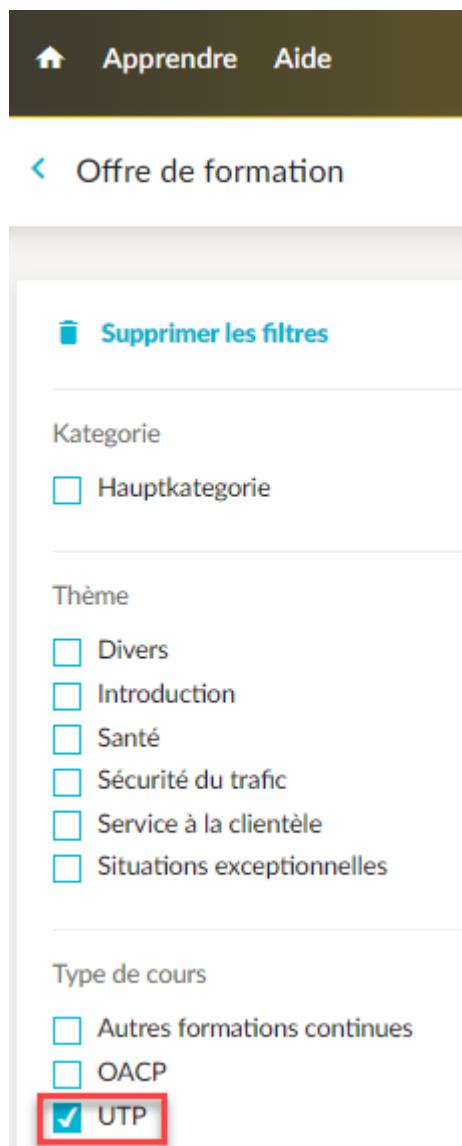 Apprendre Aide
Offre de formation
Supprimer les filtres
Kategorie
Hauptkategorie
Thème
Divers
Introduction
Santé
Sécurité du trafic
Service à la clientèle
Situations exceptionnelles
Type de cours
Autres formations continues
OACP
UTP